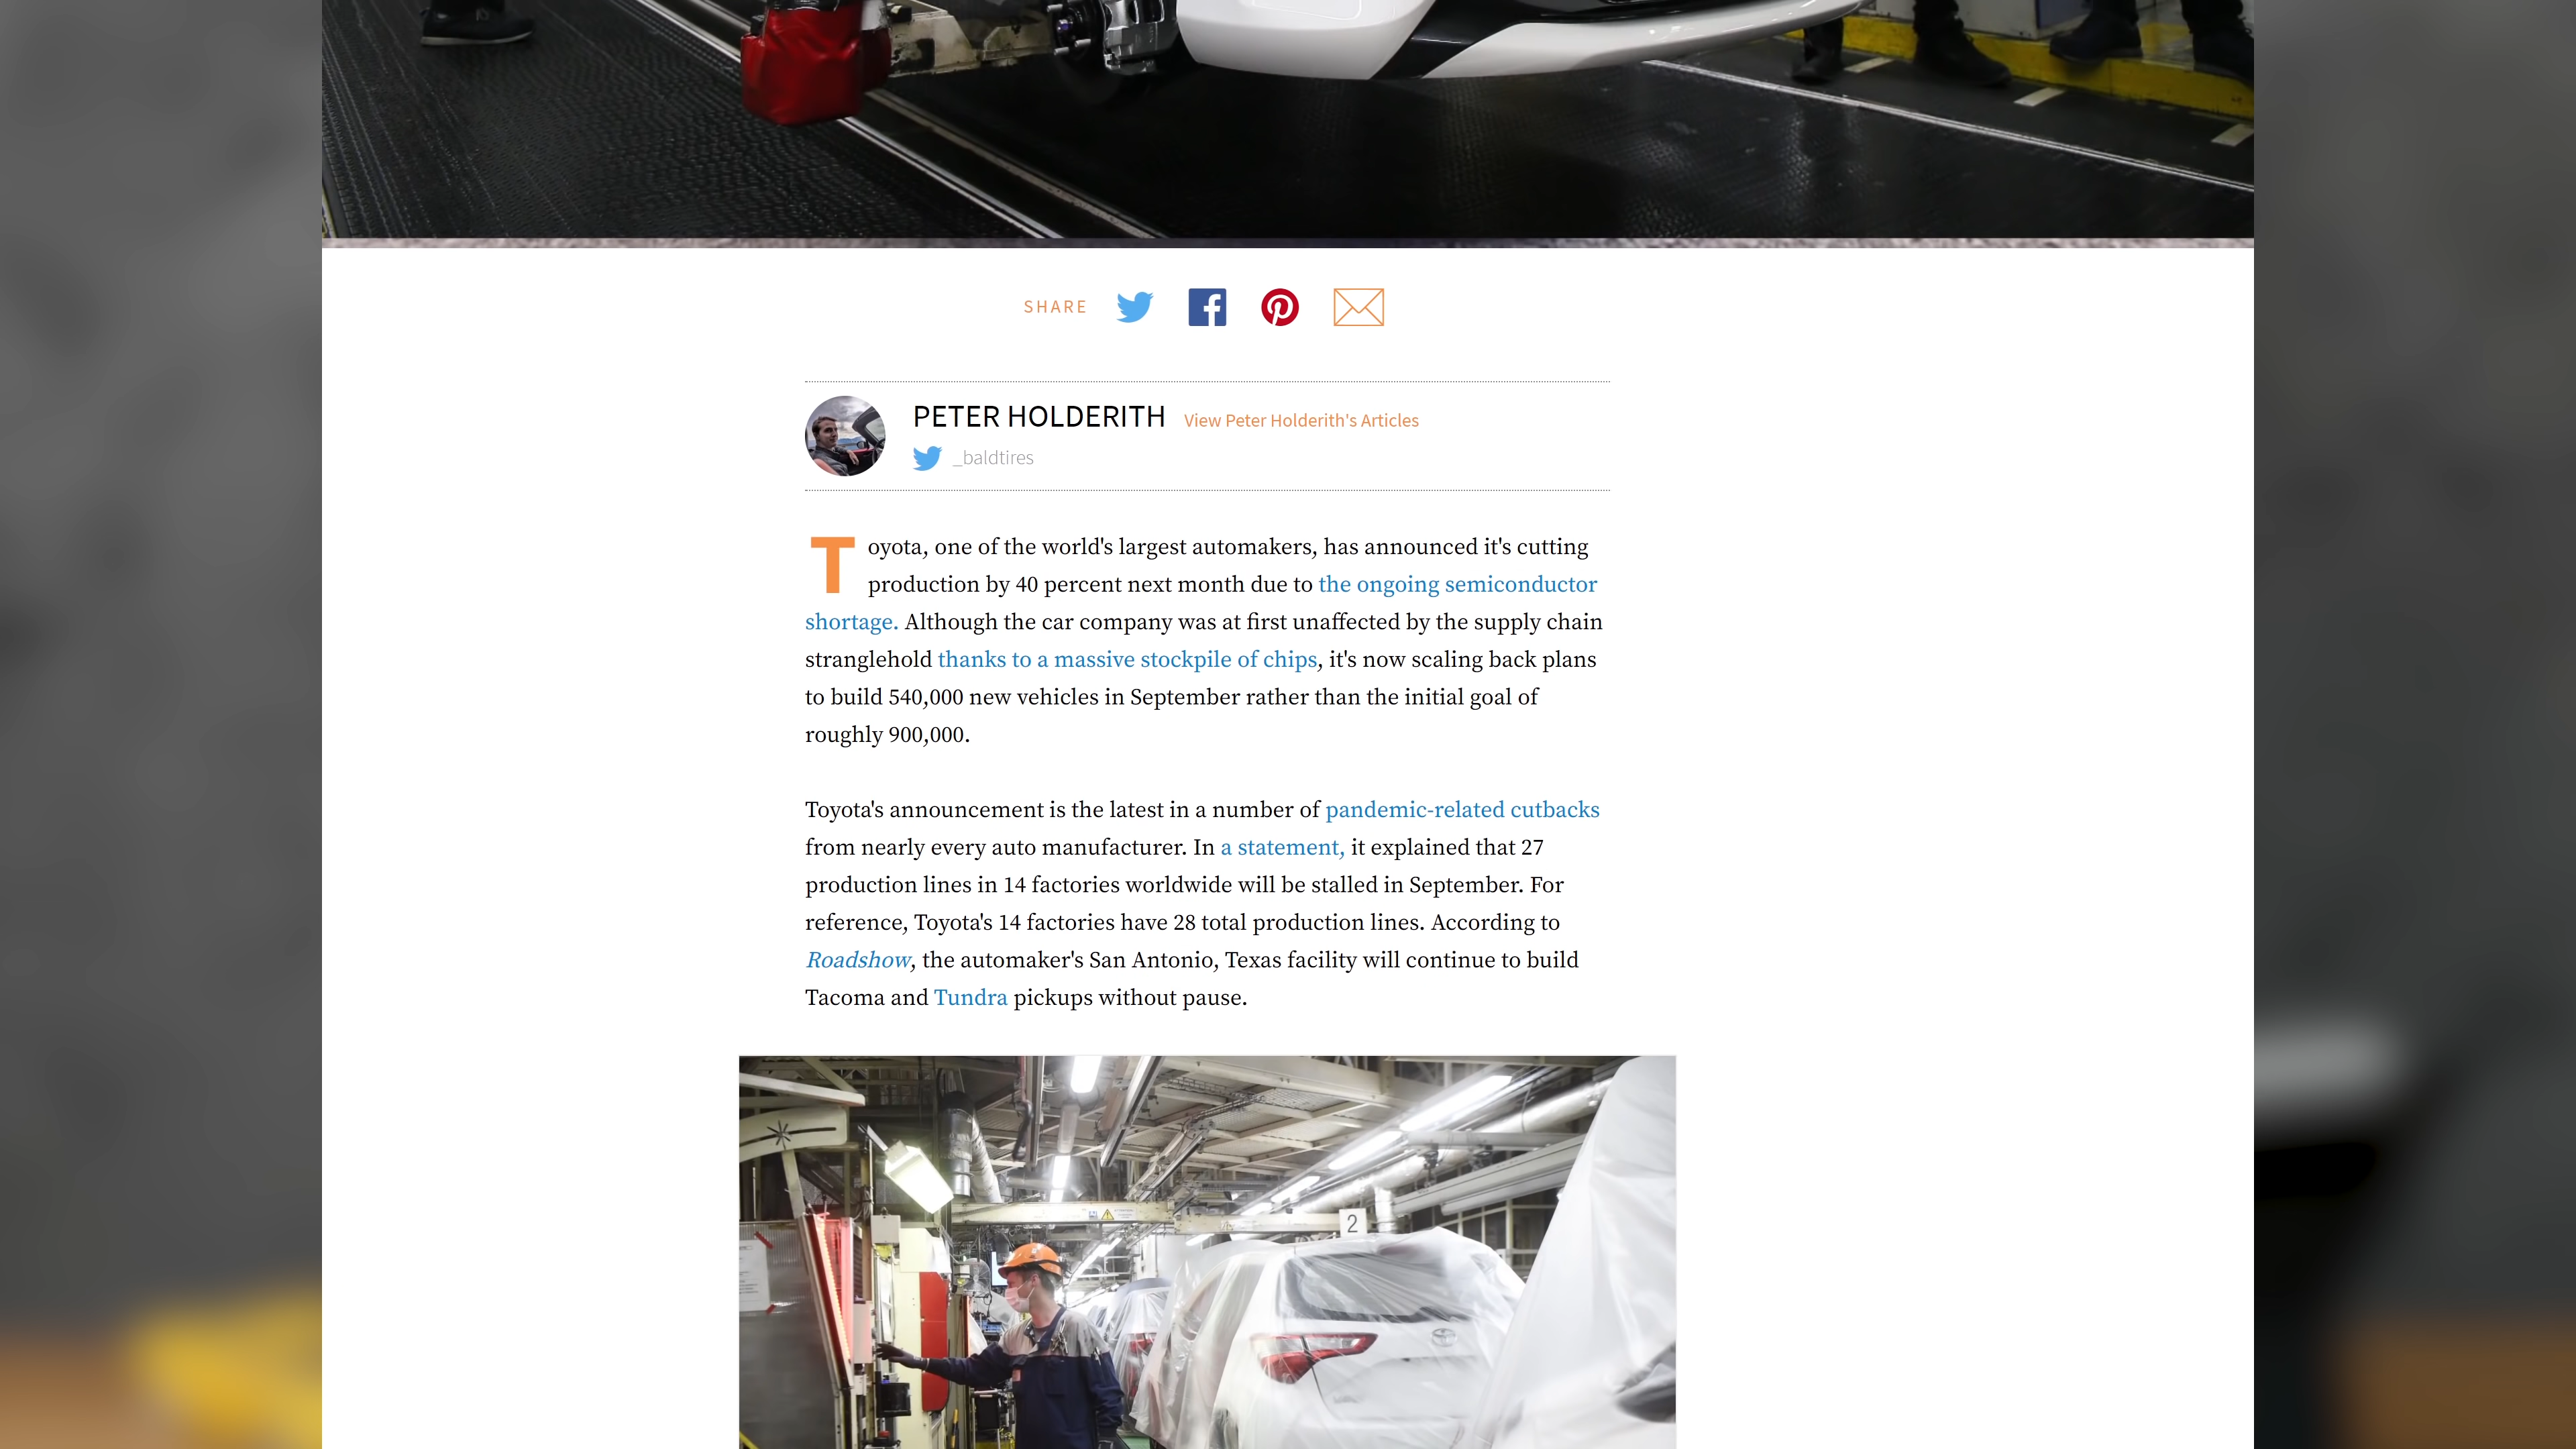 SHARE
PETER HOLDERITH View Peter Holderith's Articles
_baldtires
Toyota, one of the world's largest automakers, has announced it's cutting
production by 40 percent next month due to the ongoing semiconductor
shortage. Although the car company was at first unaffected by the supply chain
stranglehold thanks to a massive stockpile of chips, it's now scaling back plans
to build 540,000 new vehicles in September rather than the initial goal of
roughly 900,000.
Toyota's announcement is the latest in a number of pandemic-related cutbacks
from nearly every auto manufacturer. In a statement, it explained that 27
production lines in 14 factories worldwide will be stalled in September. For
reference, Toyota's 14 factories have 28 total production lines. According to
Roadshow, the automaker's San Antonio, Texas facility will continue to build
Tacoma and Tundra pickups without pause.
2